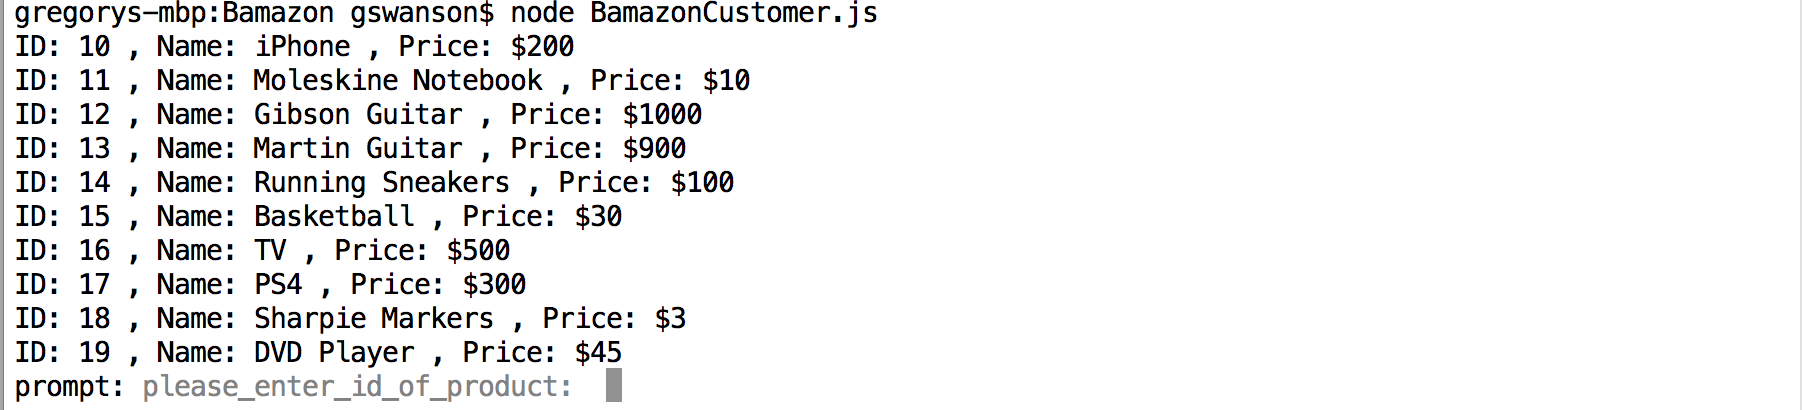 gregorys-mbp:Bamazon gswanson$ node BamazonCustomer.js
ID: 10 , Name: iPhone , Price: $200
ID: 11 , Name: Moleskine Notebook , Price: $10
ID: 12 , Name: Gibson Guitar , Price: $1000
ID: 13 , Name: Martin Guitar , Price: $900
ID: 14 , Name: Running Sneakers , Price: $100
ID: 15 , Name: Basketball , Price: $30
ID: 16 , Name: TV , Price: $500
ID: 17 , Name: PS4 , Price: $300
ID: 18 , Name: Sharpie Markers , Price: $3
ID: 19 , Name: DVD Player , Price: $45
prompt: please_enter_id_of_product: